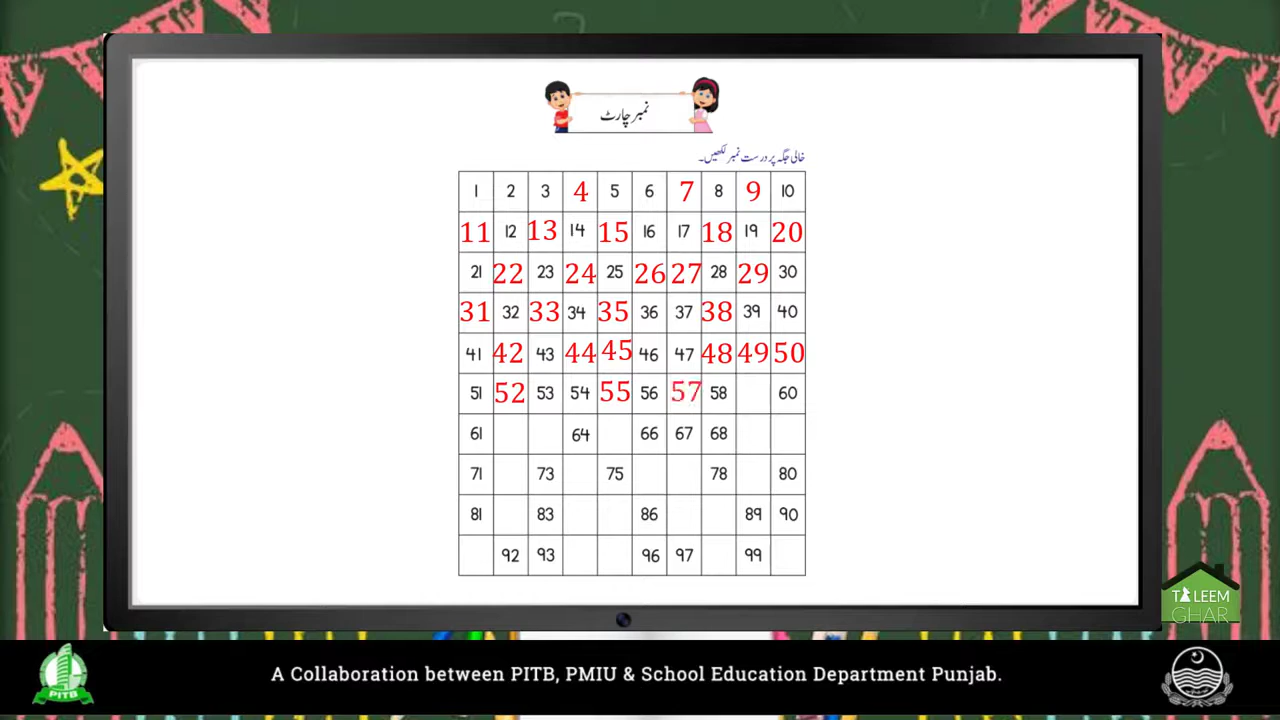 نمبر چارٹ
خالی جگہ پر درست نمبر لکھیں۔
1 2 3 4 5 6 7 8 9 10
11 12 13 14 15 16 17 18 19 20
21 22 23 24 25 26 27 28 29 30
31 32 33 34 35 36 37 38 39 40
41 42 43 44 45 46 47 48 49 50
51 52 53 54 55 56 57 58 60
61 64 66 67 68
71 73 75 78 80
81 83 86 89 90
92 93 96 97 99
TALEEM
GHAR
PITB
A Collaboration between PITB, PMIU & School Education Department Punjab.